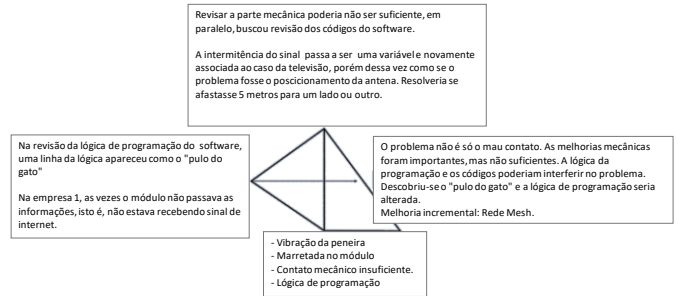 Revisar a parte mecânica poderia não ser suficiente, em
paralelo, buscou revisão dos códigos do software.
A intermitência do sinal passa a ser uma variável e novamente
associada ao caso da televisão, porém dessa vez como se o
problema fosse o poscicionamento da antena. Resolveria se
afastasse 5 metros para um lado ou outro.
Na revisão da lógica de programação do software,
uma linha da lógica apareceu como o "pulo do
gato"
Na empresa 1, as vezes o módulo não passava as
informações, isto é, não estava recebendo sinal de
internet.
O problema não é só o mau contato. As melhorias mecânicas
foram importantes, mas não suficientes. A lógica da
programação e os códigos poderiam interferir no problema.
Descobriu-se o "pulo do gato" e a lógica de programação seria
alterada.
Melhoria incremental: Rede Mesh.
- Vibração da peneira
- Marretada no módulo
- Contato mecânico insuficiente.
- Lógica de programação